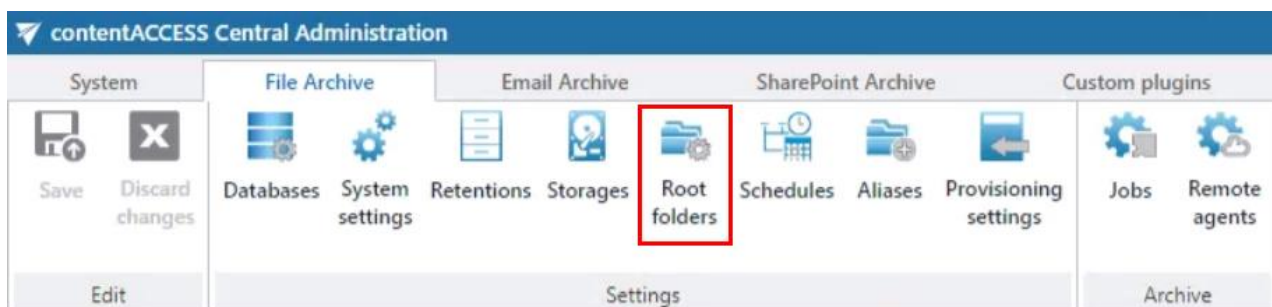 contentACCESS Central Administration
System File Archive Email Archive SharePoint Archive Custom plugins
Save Discard changes Databases System settings Retentions Storages Root folders Schedules Aliases Provisioning settings Jobs Remote agents
Edit Settings Archive